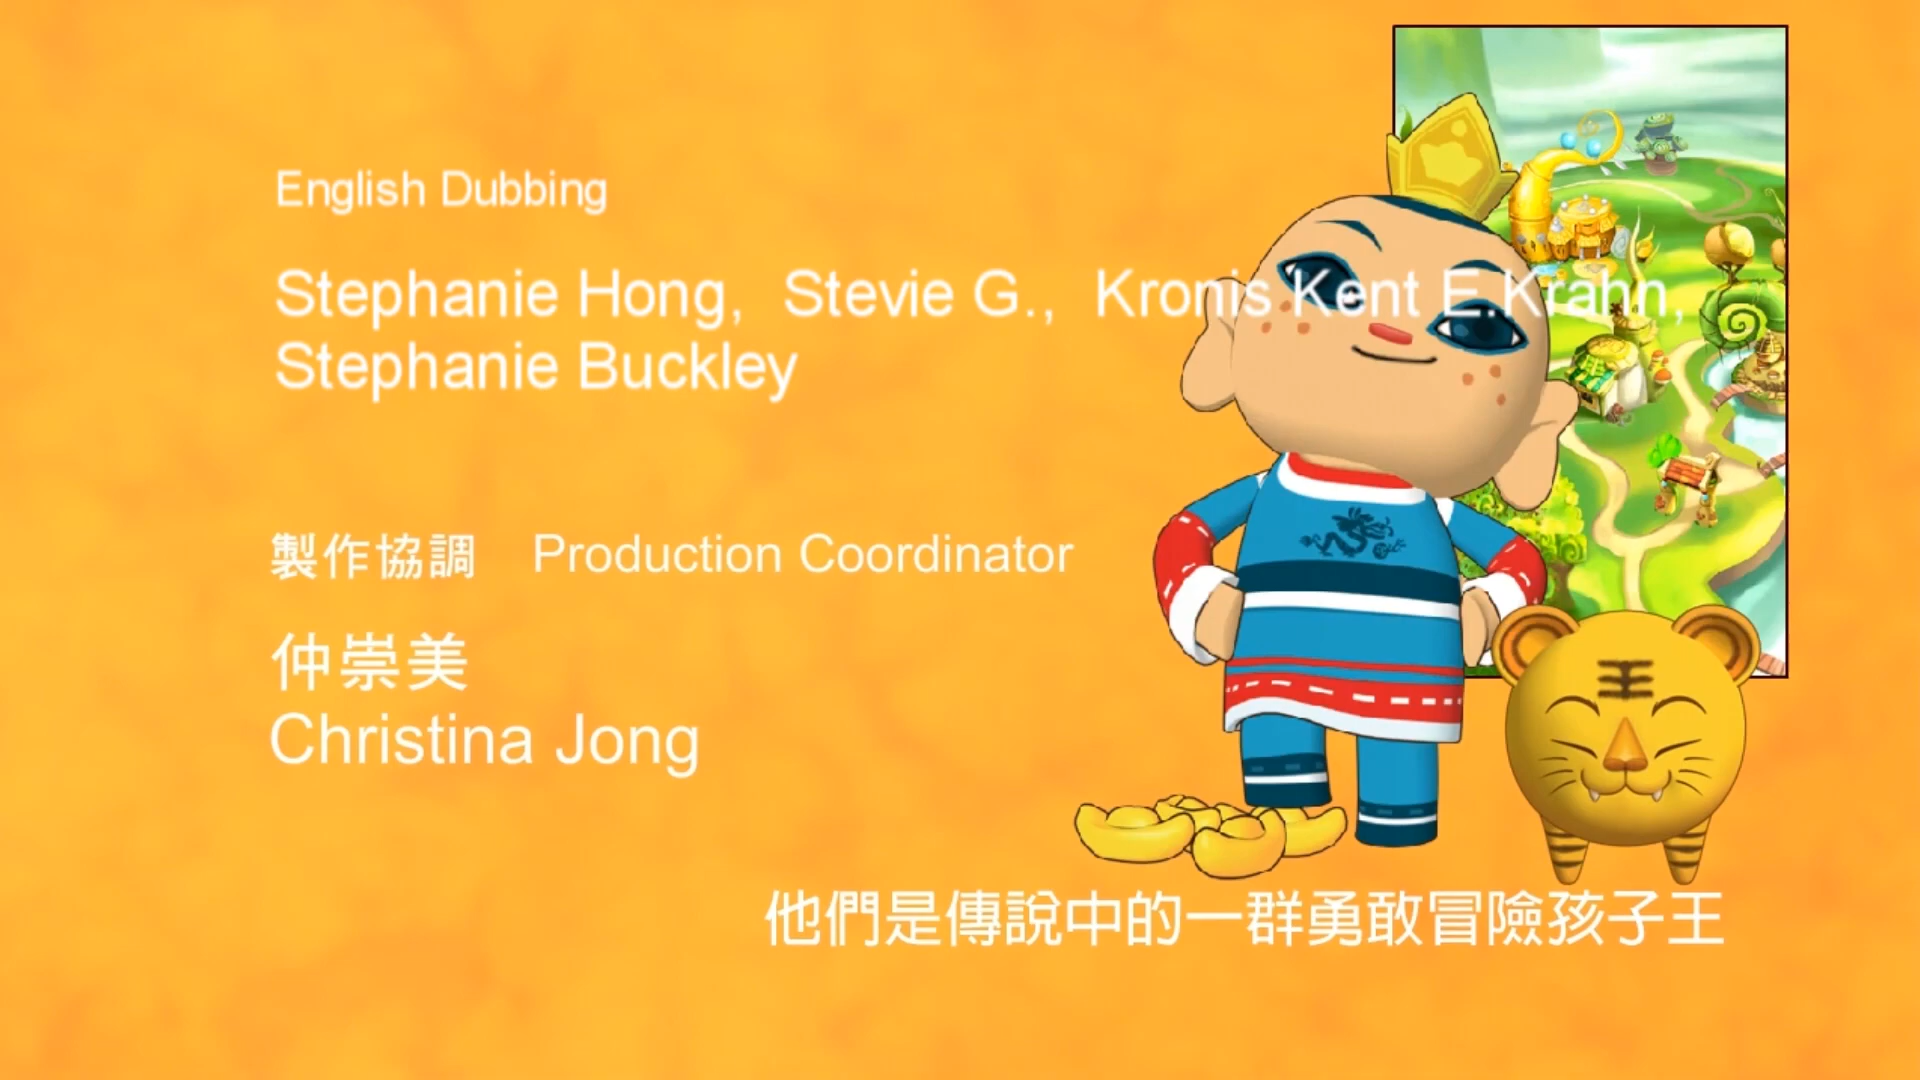 English Dubbing
Stephanie Hong, Stevie G., Kronis Kent E.Krahn,
Stephanie Buckley
製作協調 Production Coordinator
仲崇美
Christina Jong
王
他們是傳說中的一群勇敢冒險孩子王